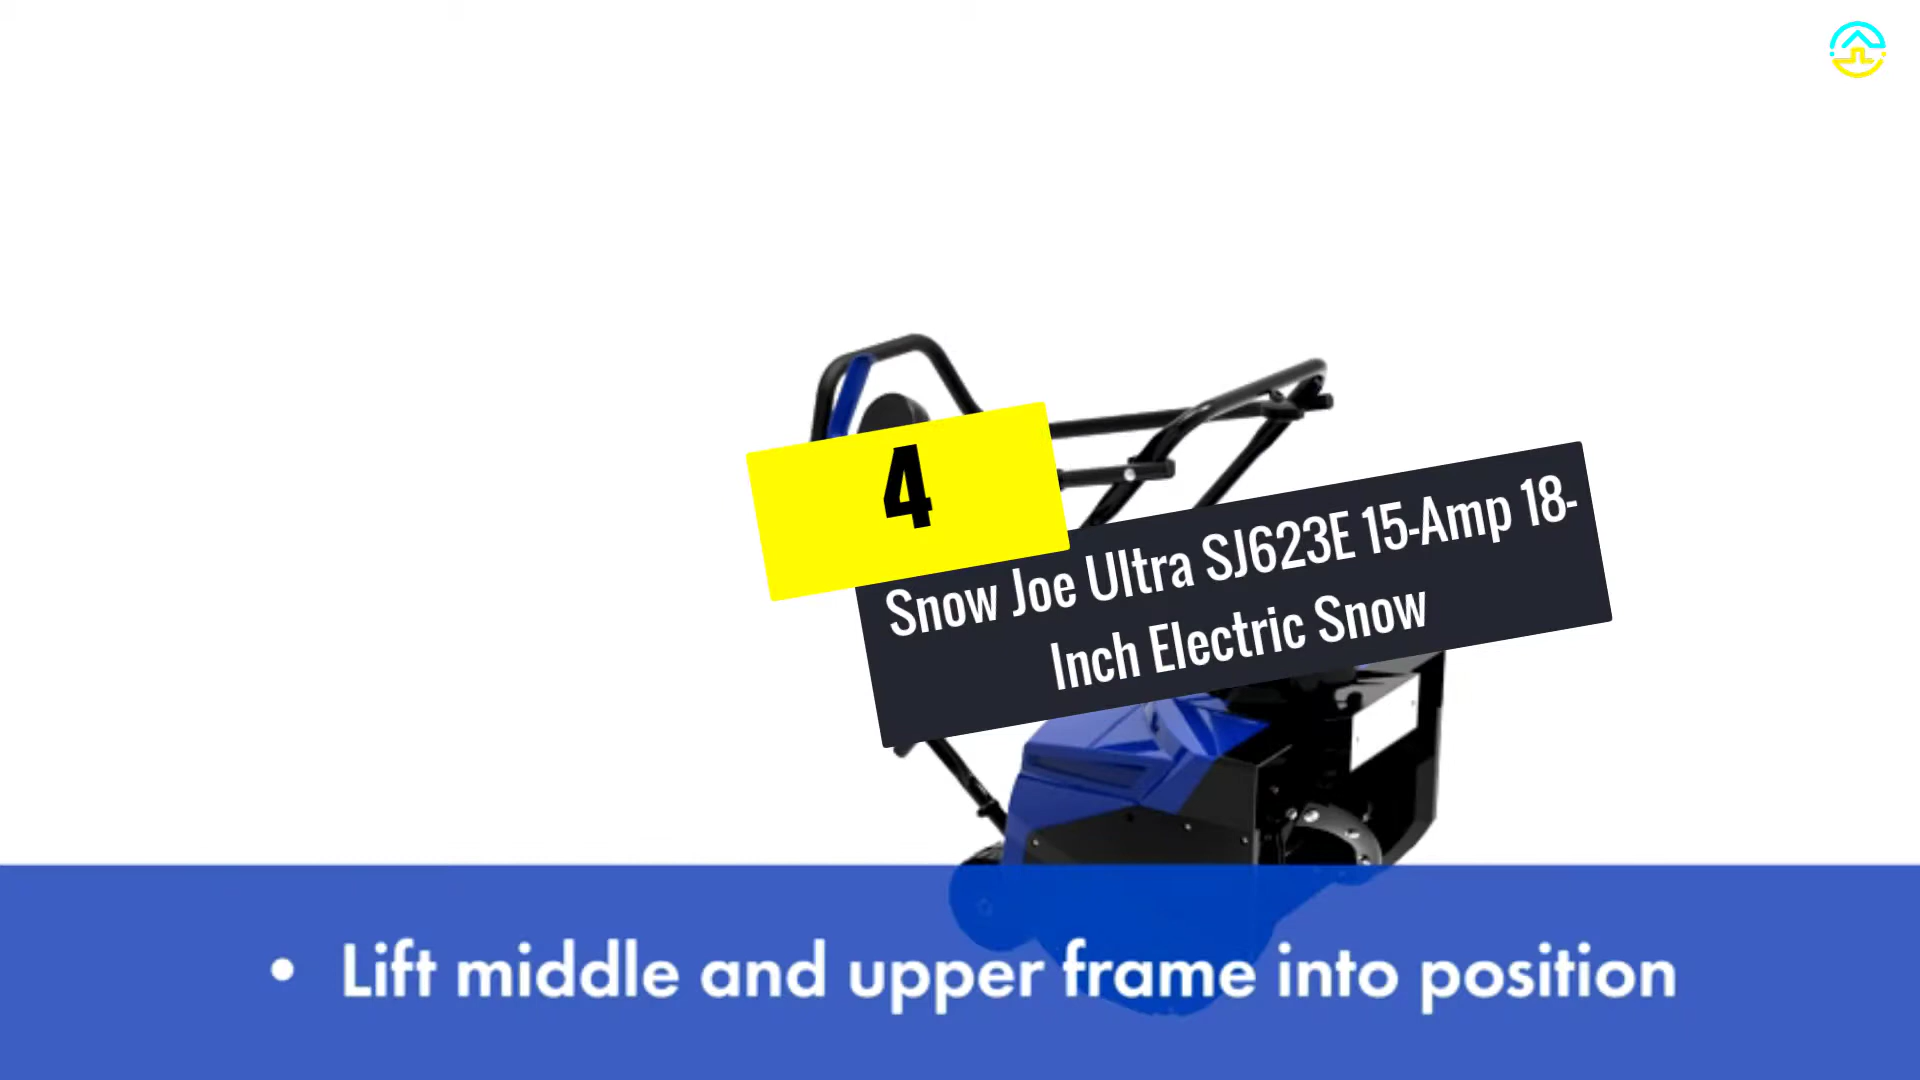 4
Snow Joe Ultra SJ623E 15-Amp 18-
Inch Electric Snow
• Lift middle and upper frame into position